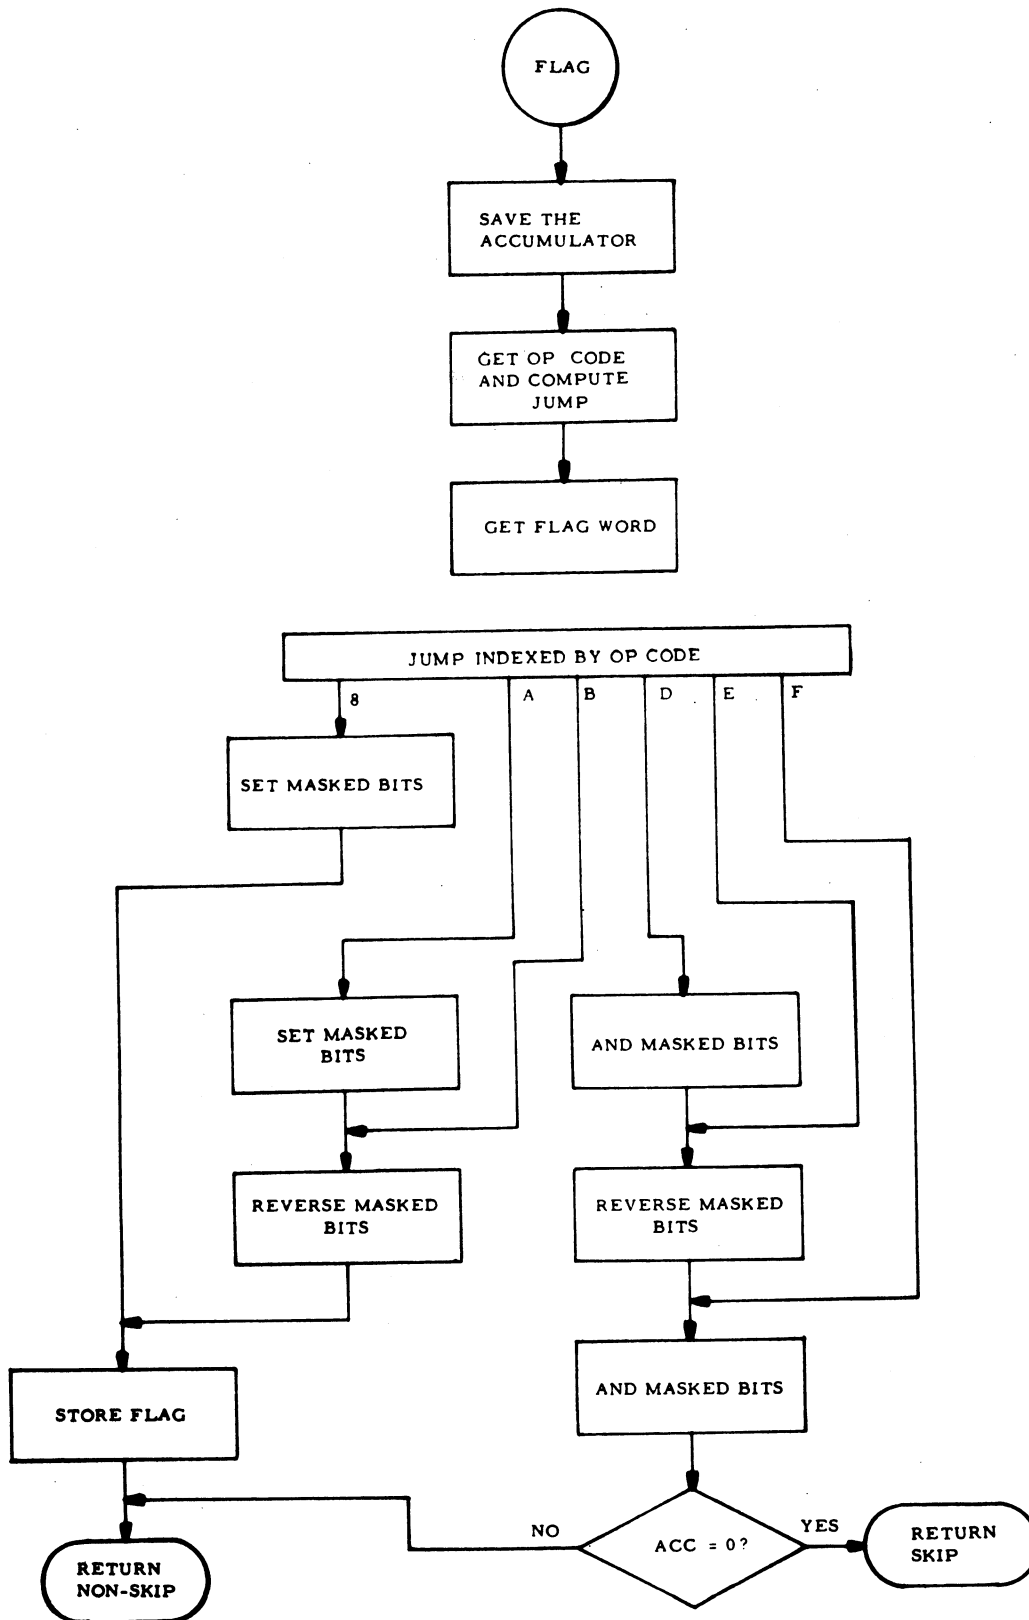 FLAG
SAVE THE
ACCUMULATOR
GET OP CODE
AND COMPUTE
JUMP
GET FLAG WORD
JUMP INDEXED BY OP CODE
8
A
B
D
E
F
SET MASKED BITS
SET MASKED
BITS
AND MASKED BITS
REVERSE MASKED
BITS
REVERSE MASKED
BITS
AND MASKED BITS
STORE FLAG
NO
ACC = 0?
YES
RETURN
SKIP
RETURN
NON-SKIP